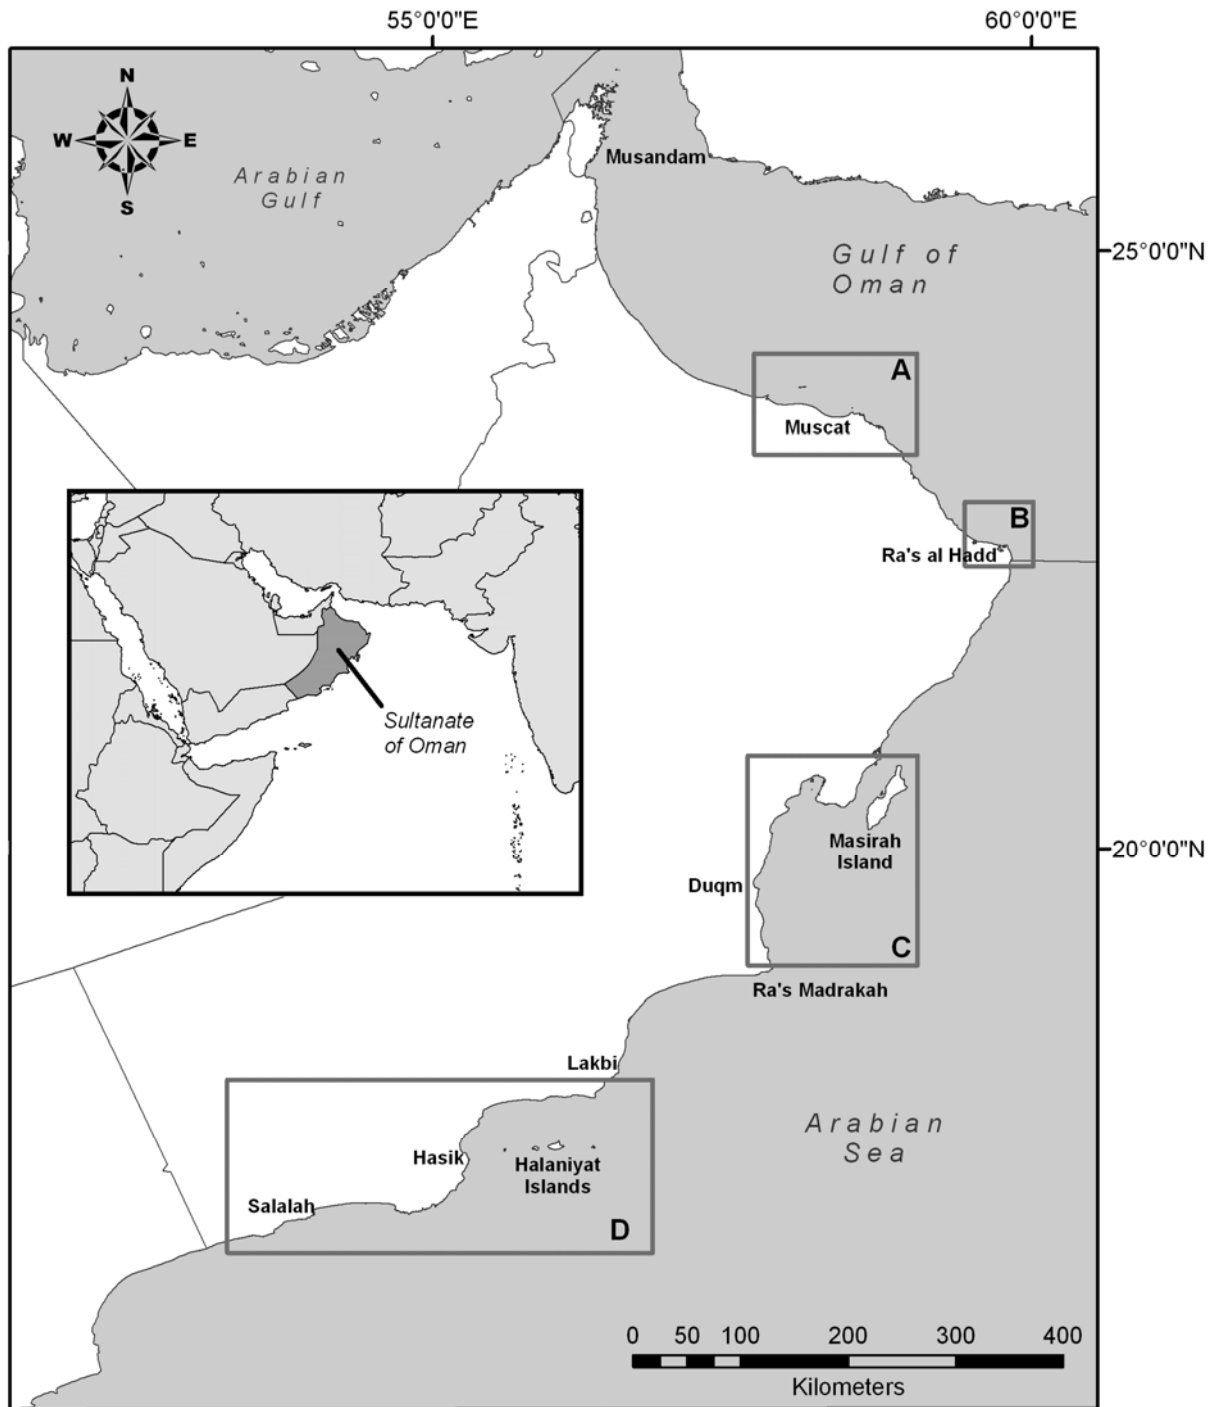 55°0'0"E
60°0'0"E
N
W
E
S
Arabian
Gulf
Musandam
Gulf of
Oman
25°0'0"N
A
Muscat
B
Ra's al Hadd
Sultanate
of Oman
Masirah
Island
20°0'0"N
Duqm
C
Ra's Madrakah
Lakbi
Arabian
Sea
Hasik
Halaniyat
Islands
Salalah
D
0 50 100 200 300 400
Kilometers